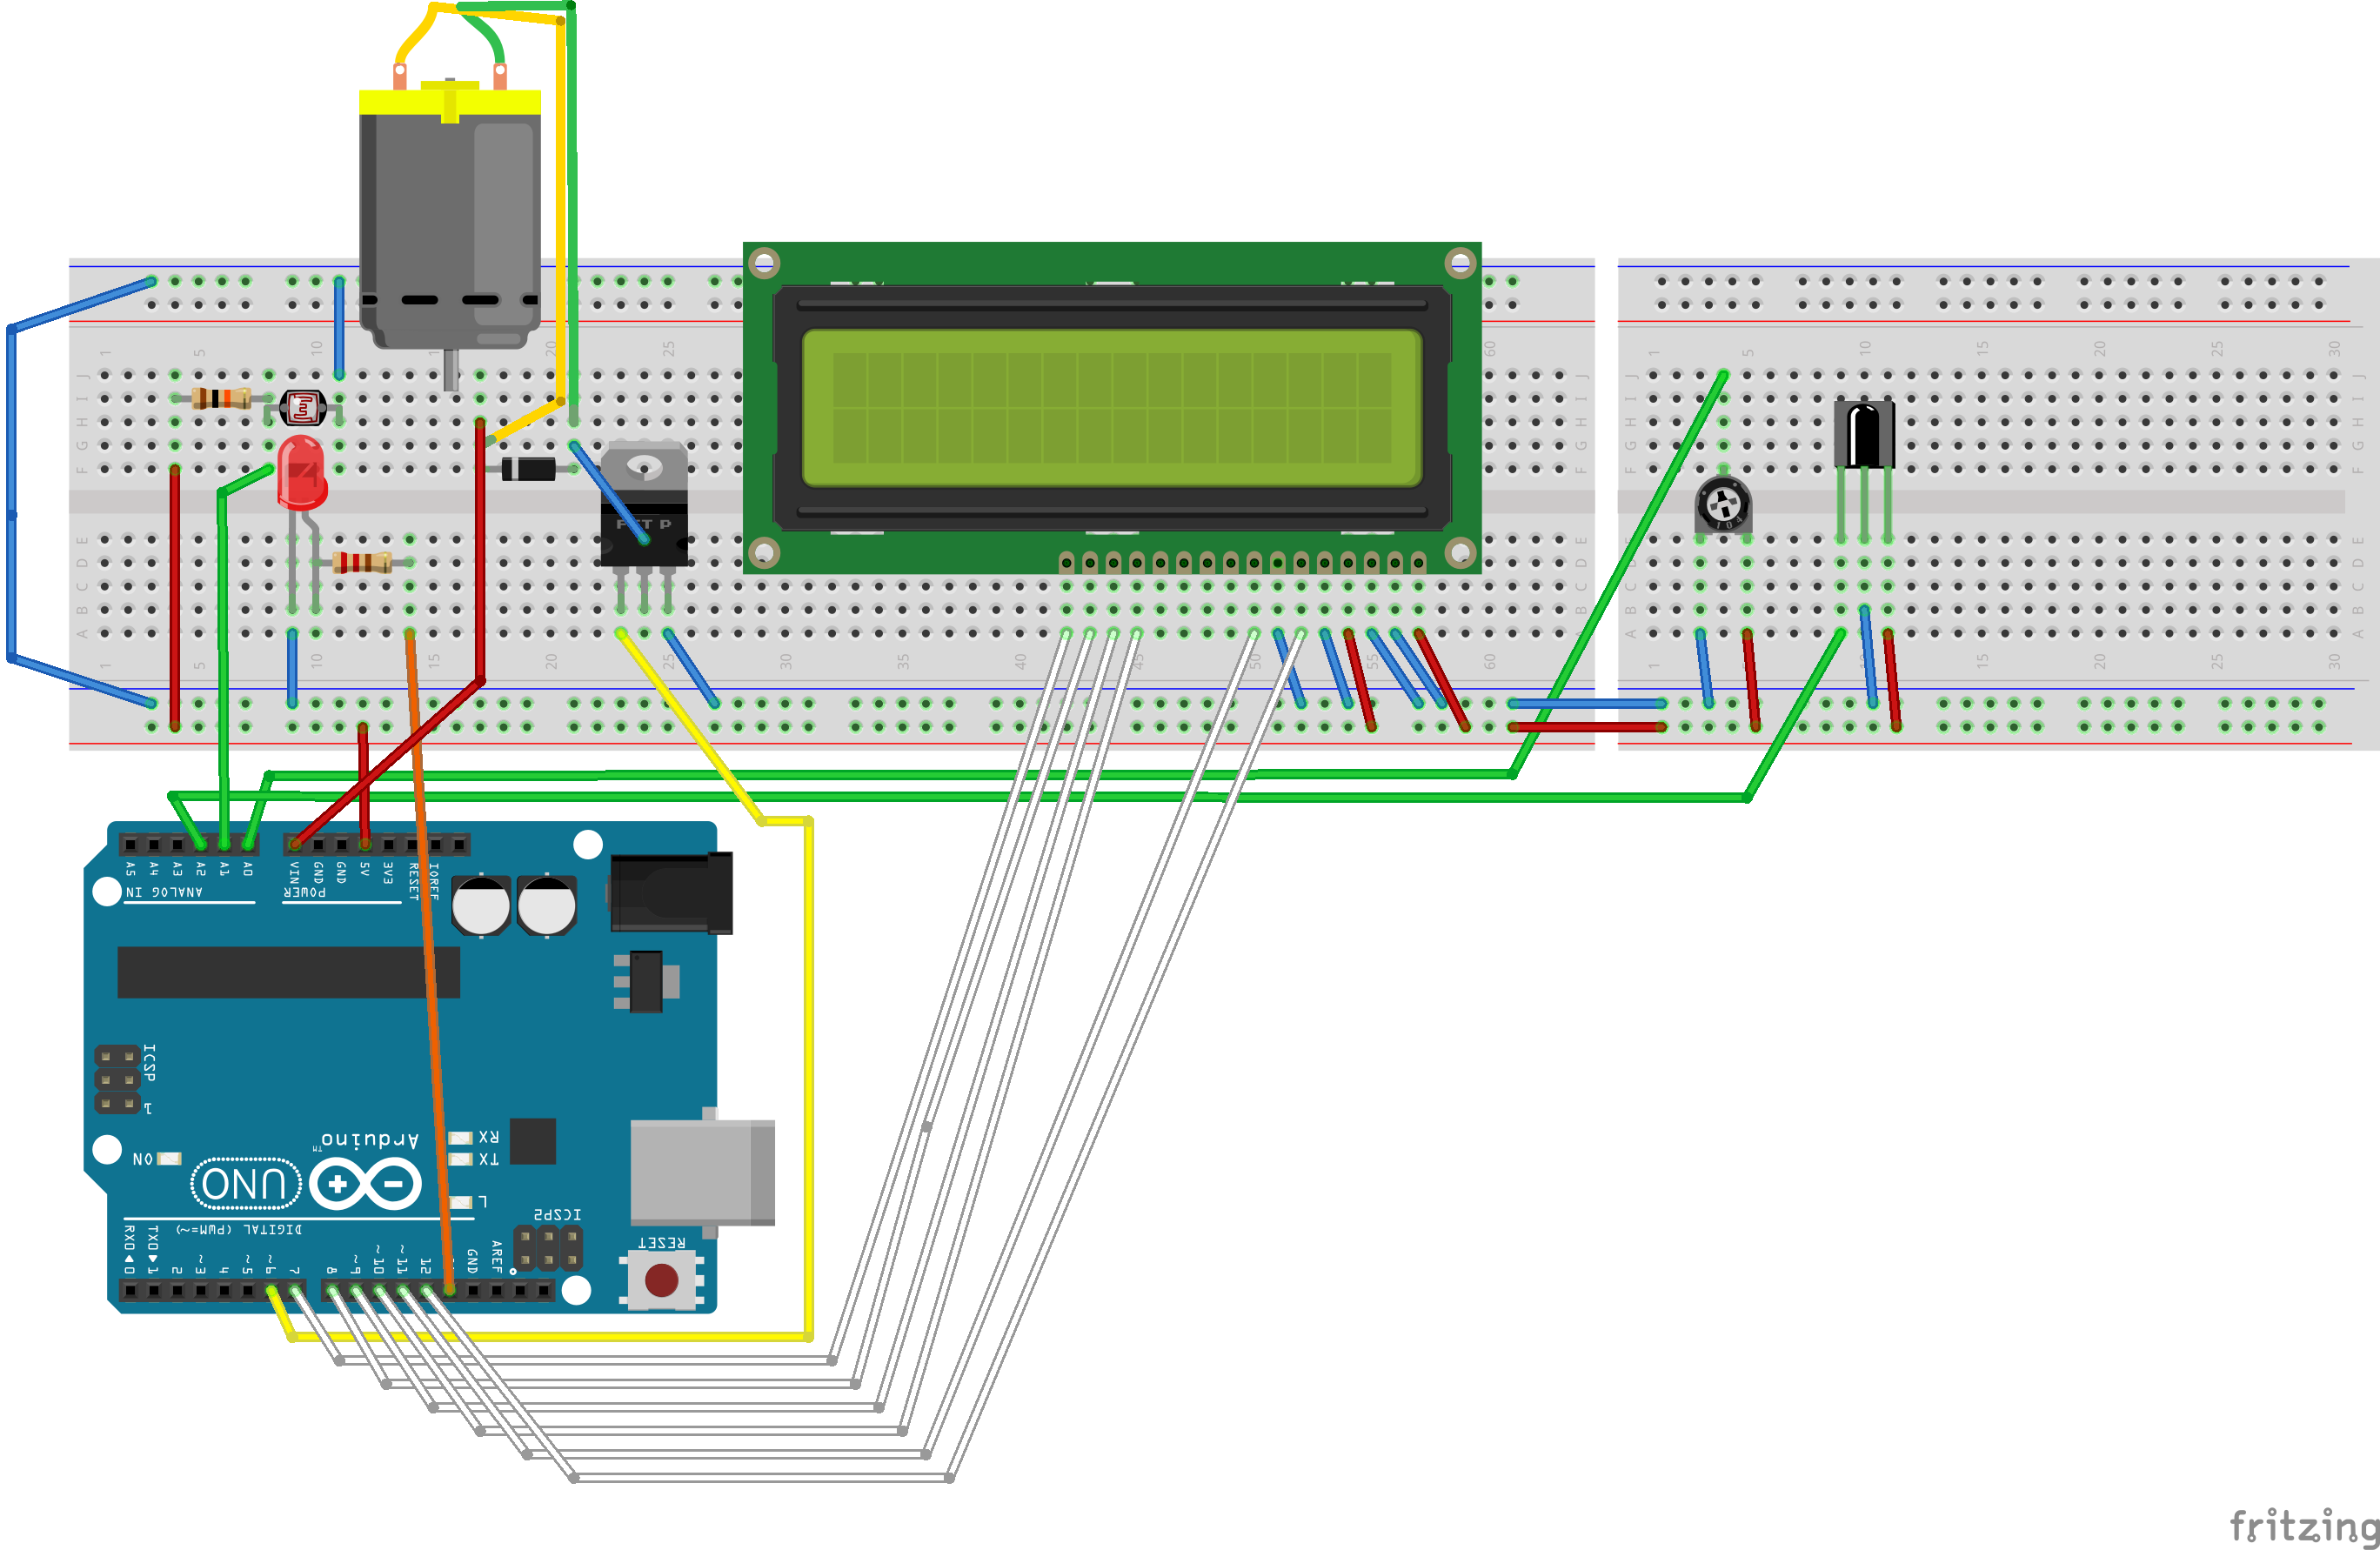 1 5 10 20 25 60 1 5 10 15 20 25 30
J J J J
I I I I
H H H H
G G G G
F F F F
FET P
104
E E E E
D D D D
C C C C
B B B B
A A A
1 5 10 15 20 25 30 35 40 45 50 55 60 1 5 10 15 20 25 30
A5 A4 A3 A2 A1 A0 VIN GND GND 5V 3V3 RESET IOREF
ANALOG IN POWER
ICSP
1
Arduino™
RX
TX
ON
UNO
L
ICSP2
DIGITAL (PWM=~)
RESET
RX0◄0 TX0►1 2 ~3 4 ~5 ~6 7 8 ~9 ~10 ~11 12 GND AREF
fritzing